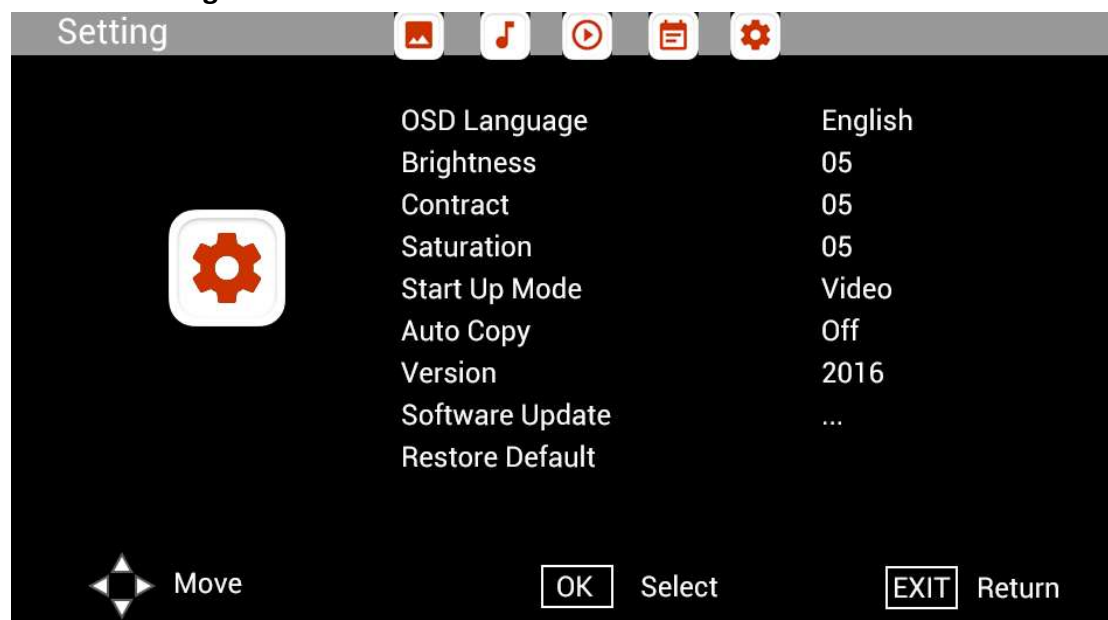 Setting
OSD Language English
Brightness 05
Contract 05
Saturation 05
Start Up Mode Video
Auto Copy Off
Version 2016
Software Update ...
Restore Default
Move OK Select EXIT Return